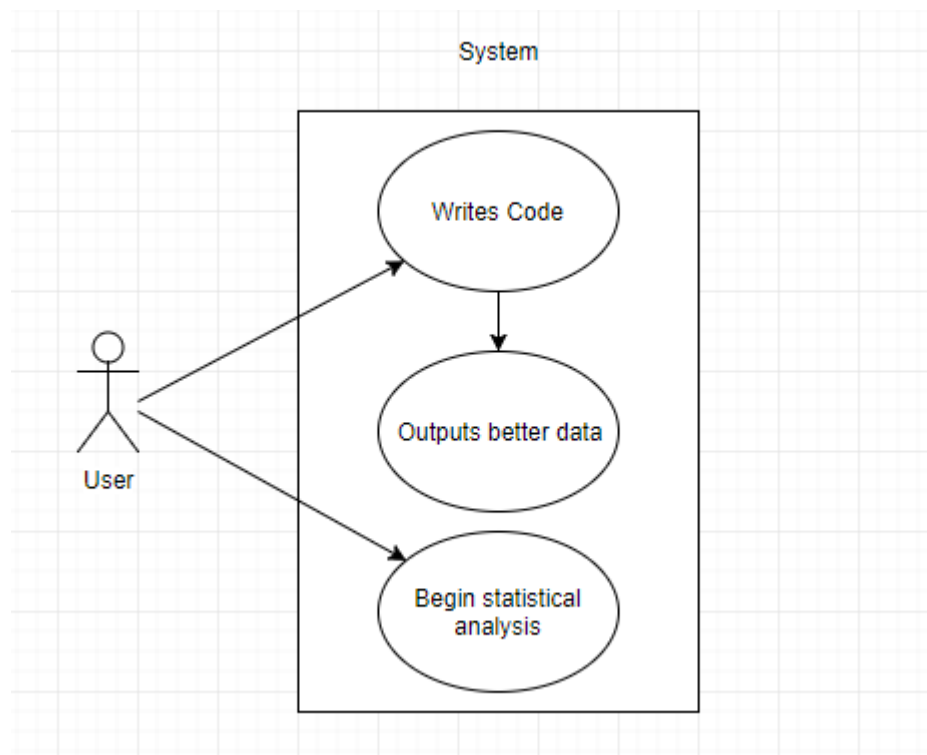 System
Writes Code
Outputs better data
User
Begin statistical
analysis